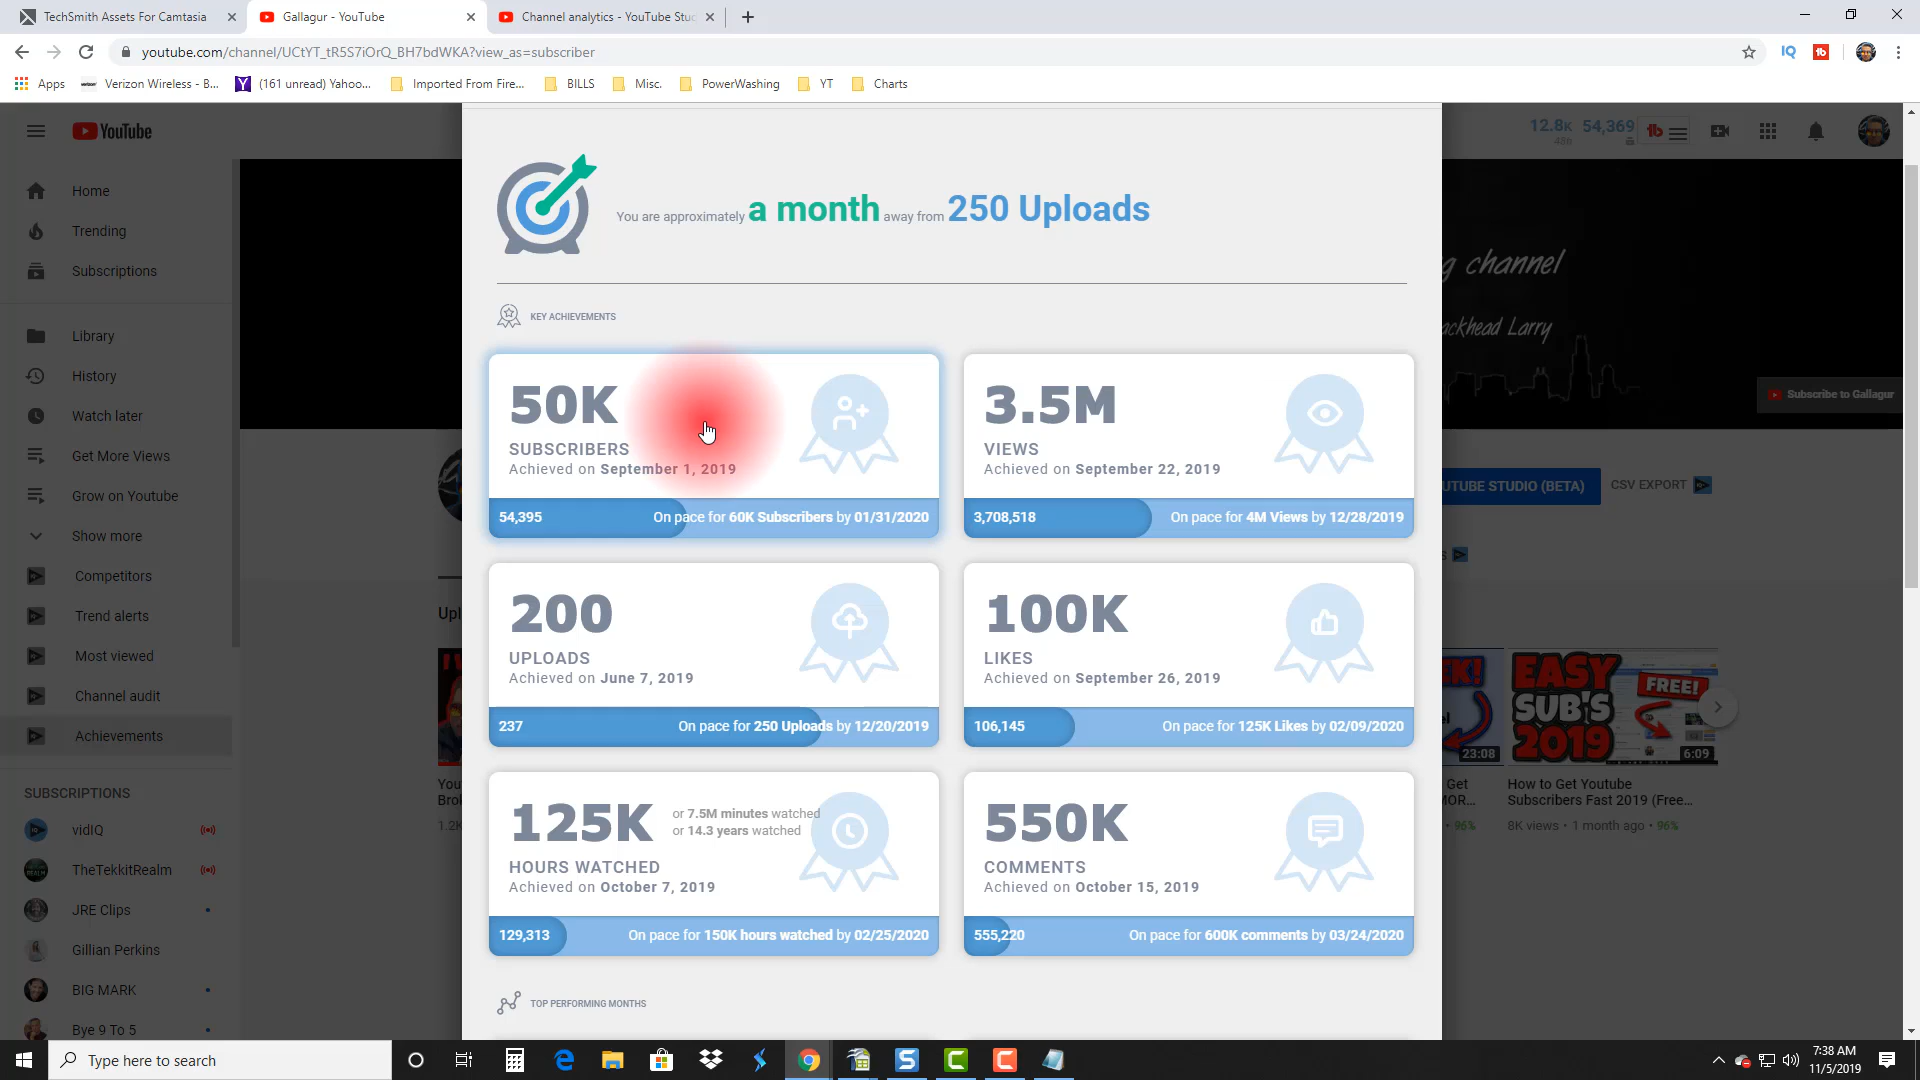 TechSmith Assets For Camtasia
Gallagur - YouTube
Channel analytics - YouTube Stu
youtube.com/channel/UCtYT_tR5S7iOrQ_BH7bdWKA?view_as=subscriber
Apps
Verizon Wireless - B...
(161 unread) Yahoo...
Imported From Fire...
BILLS
Misc.
PowerWashing
YT
Charts
YouTube
12.8K 54,369
Home
Trending
Subscriptions
Library
History
Watch later
Get More Views
Grow on Youtube
Show more
Competitors
Trend alerts
Most viewed
Channel audit
Achievements
SUBSCRIPTIONS
vidIQ
TheTekkitRealm
JRE Clips
Gillian Perkins
BIG MARK
Bye 9 To 5
You are approximately a month away from 250 Uploads
KEY ACHIEVEMENTS
50K
SUBSCRIBERS
Achieved on September 1, 2019
54,395 On pace for 60K Subscribers by 01/31/2020
3.5M
VIEWS
Achieved on September 22, 2019
3,708,518 On pace for 4M Views by 12/28/2019
200
UPLOADS
Achieved on June 7, 2019
237 On pace for 250 Uploads by 12/20/2019
100K
LIKES
Achieved on September 26, 2019
106,145 On pace for 125K Likes by 02/09/2020
125K
or 7.5M minutes watched
or 14.3 years watched
HOURS WATCHED
Achieved on October 7, 2019
129,313 On pace for 150K hours watched by 02/25/2020
550K
COMMENTS
Achieved on October 15, 2019
555,220 On pace for 600K comments by 03/24/2020
TOP PERFORMING MONTHS
g channel
ackhead Larry
Subscribe to Gallagur
UTUBE STUDIO (BETA)
CSV EXPORT
Upl
You
Brok
1.2K
23:08
Get
MOR...
96%
EASY
SUB'S
2019
FREE!
6:09
How to Get Youtube
Subscribers Fast 2019 (Free...
8K views • 1 month ago • 96%
Type here to search
7:38 AM
11/5/2019